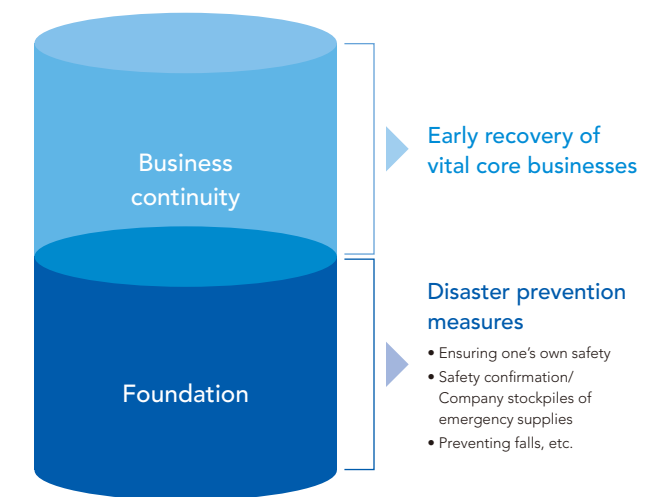 Business
continuity
Early recovery of
vital core businesses
Foundation
Disaster prevention
measures
• Ensuring one’s own safety
• Safety confirmation/
Company stockpiles of
emergency supplies
• Preventing falls, etc.